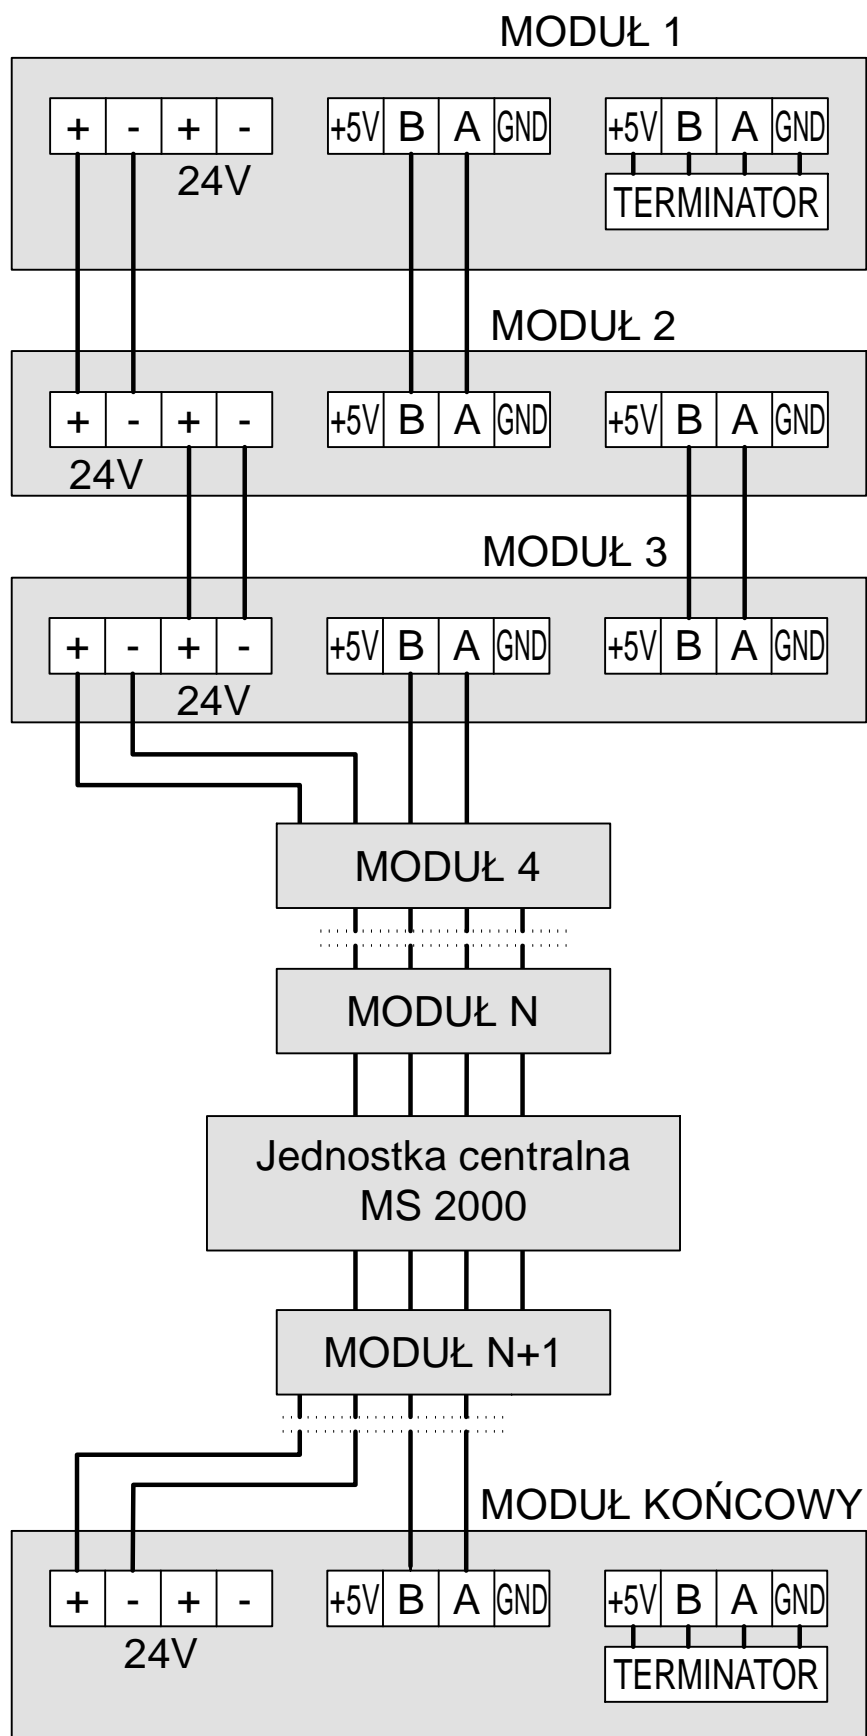 MODUŁ 1
+ - + - +5V B A GND +5V B A GND
24V TERMINATOR
MODUŁ 2
+ - + - +5V B A GND +5V B A GND
24V
MODUŁ 3
+ - + - +5V B A GND +5V B A GND
24V
MODUŁ 4
MODUŁ N
Jednostka centralna
MS 2000
MODUŁ N+1
MODUŁ KOŃCOWY
+ - + - +5V B A GND +5V B A GND
24V TERMINATOR